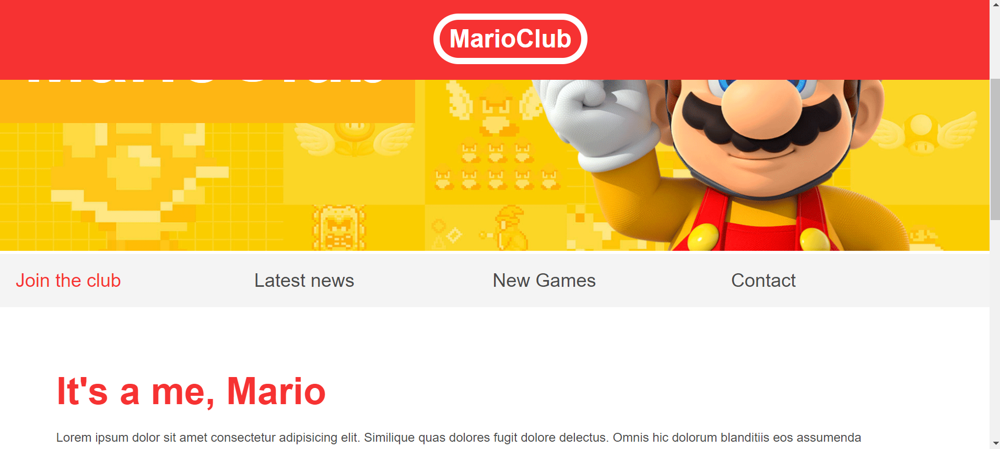 MarioClub
Join the club
Latest news
New Games
Contact
It's a me, Mario
Lorem ipsum dolor sit amet consectetur adipisicing elit. Similique quas dolores fugit dolore delectus. Omnis hic dolorum blanditiis eos assumenda